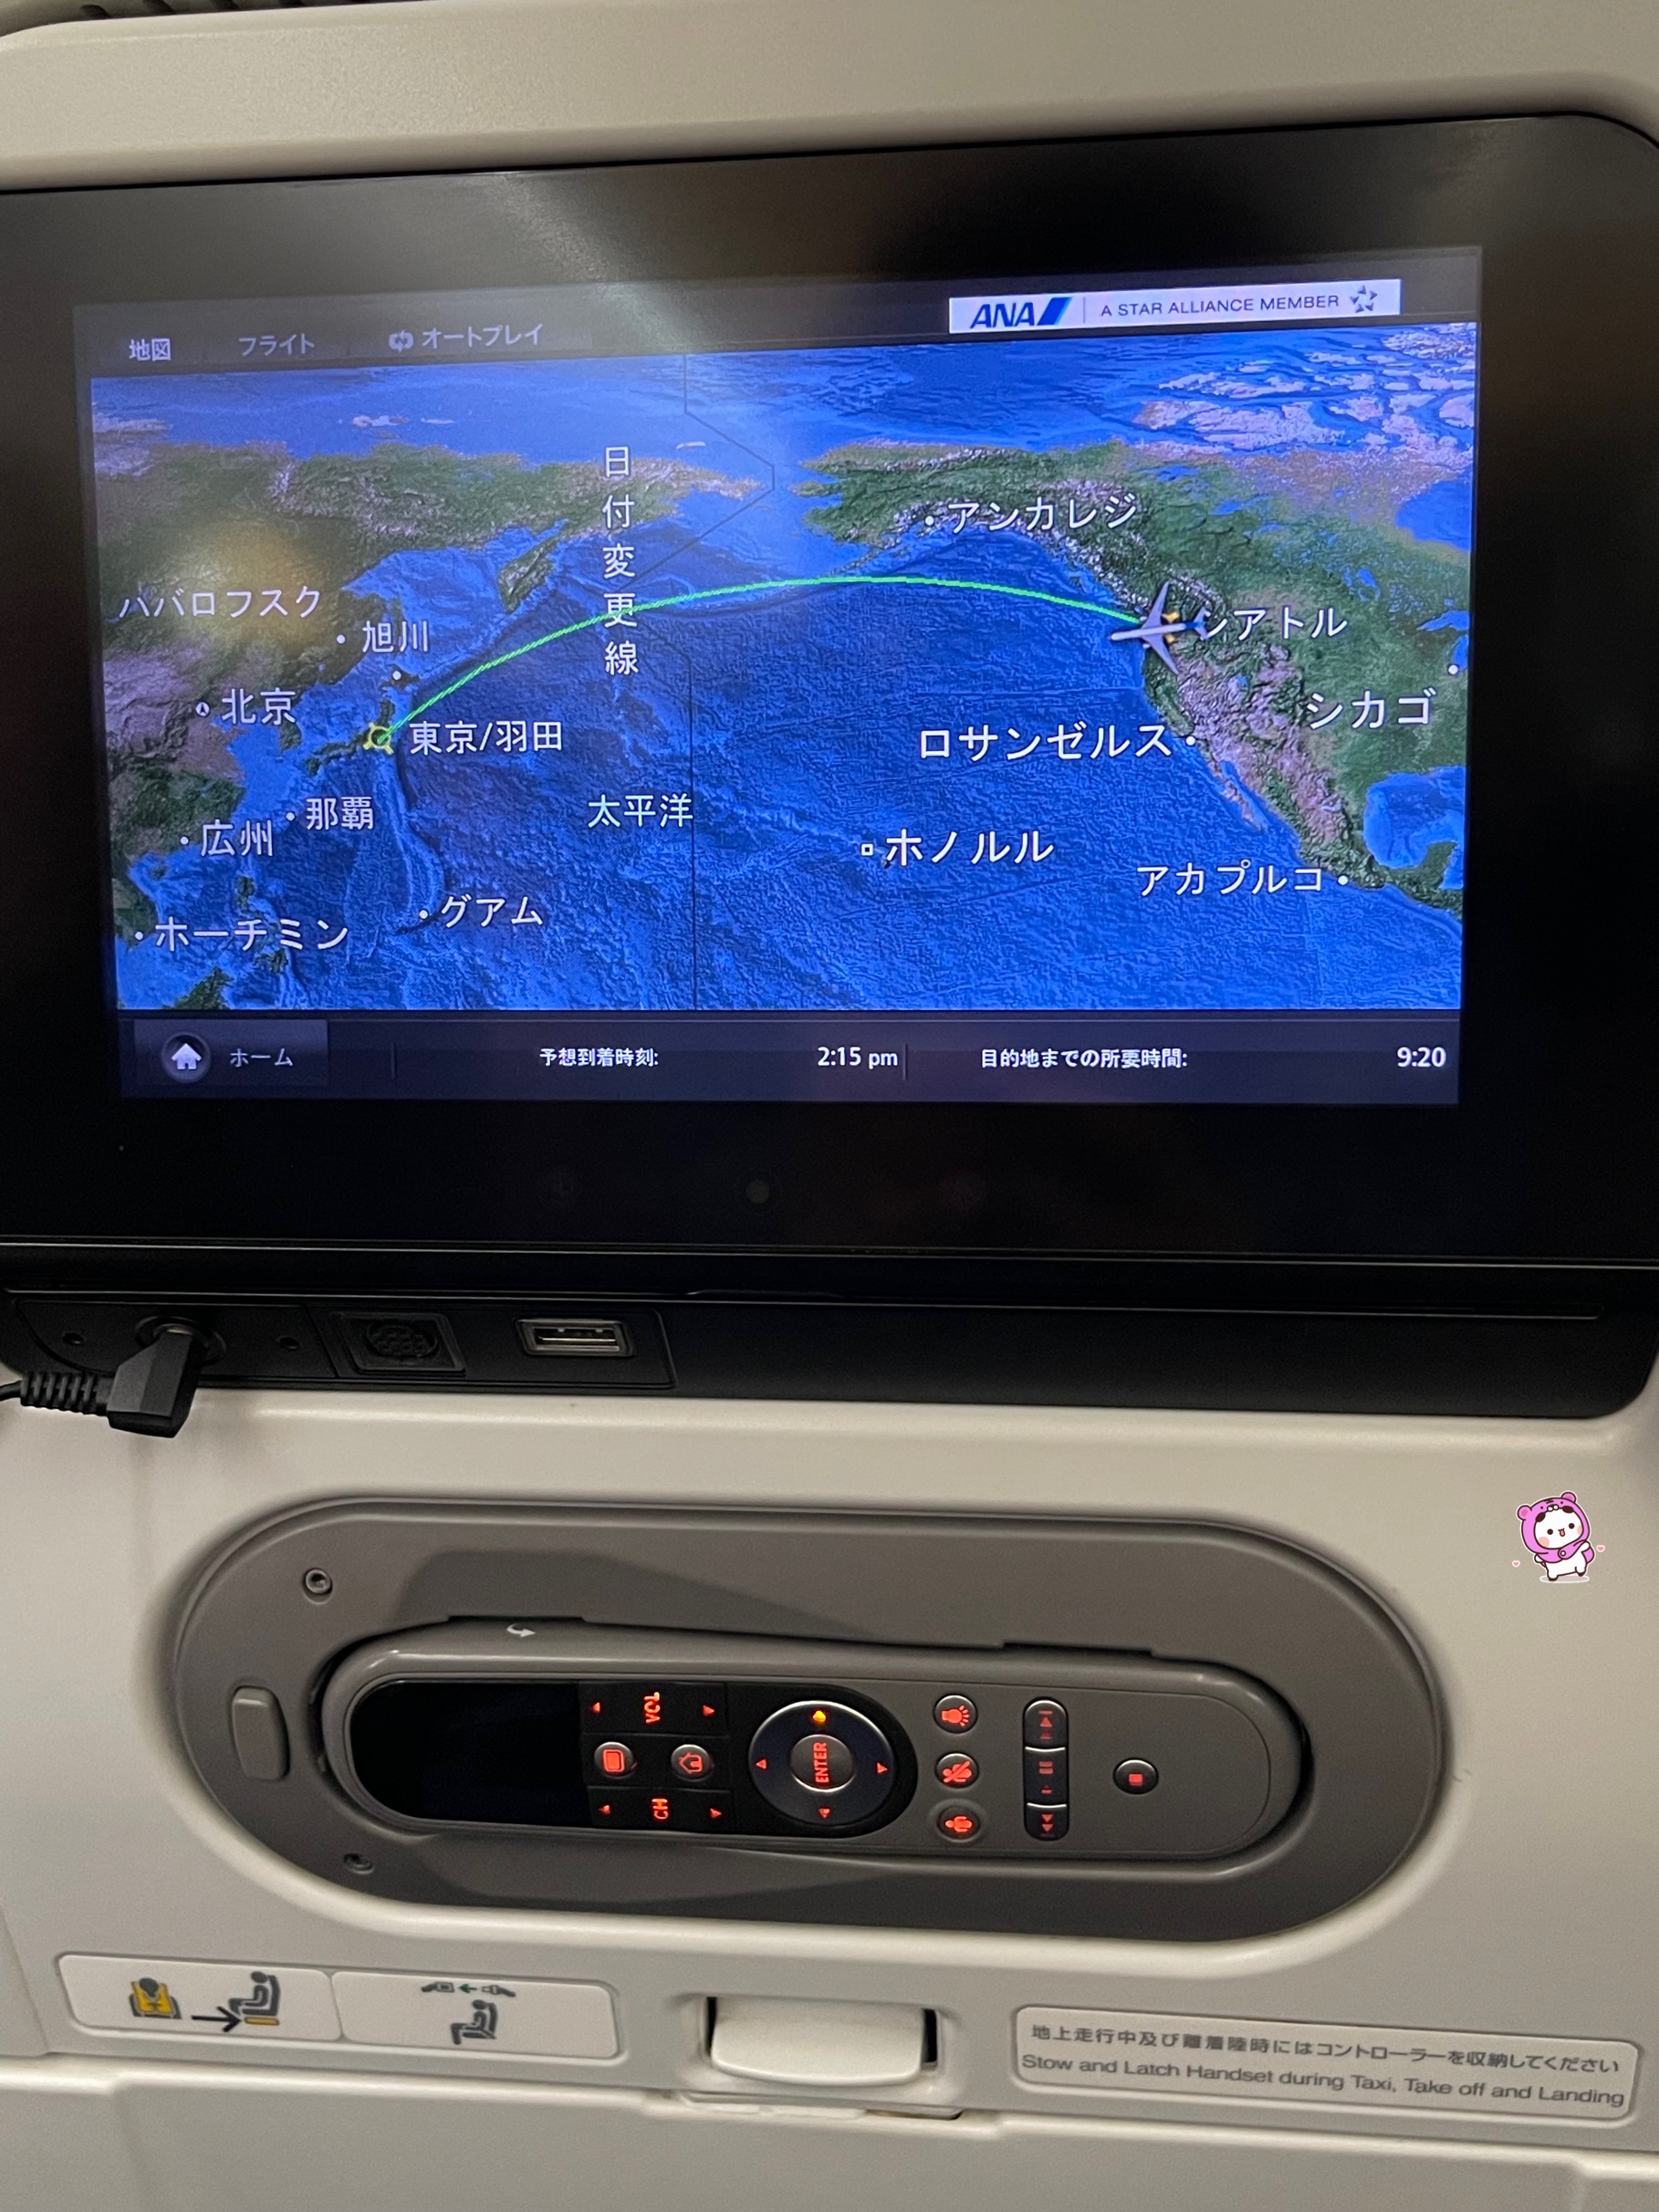 ANA A STAR ALLIANCE MEMBER
地図 フライト オートプレイ
日付変更線
アンカレジ
ハバロフスク
旭川
シアトル
北京
東京/羽田
シカゴ
ロサンゼルス
那覇
広州
太平洋
ホノルル
アカプルコ
グアム
ホーチミン
ホーム 予想到着時刻: 2:15 pm 目的地までの所要時間: 9:20
VOL
ENTER
CH
地上走行中及び離着陸時にはコントローラーを収納してください
Stow and Latch Handset during Taxi, Take off and Landing